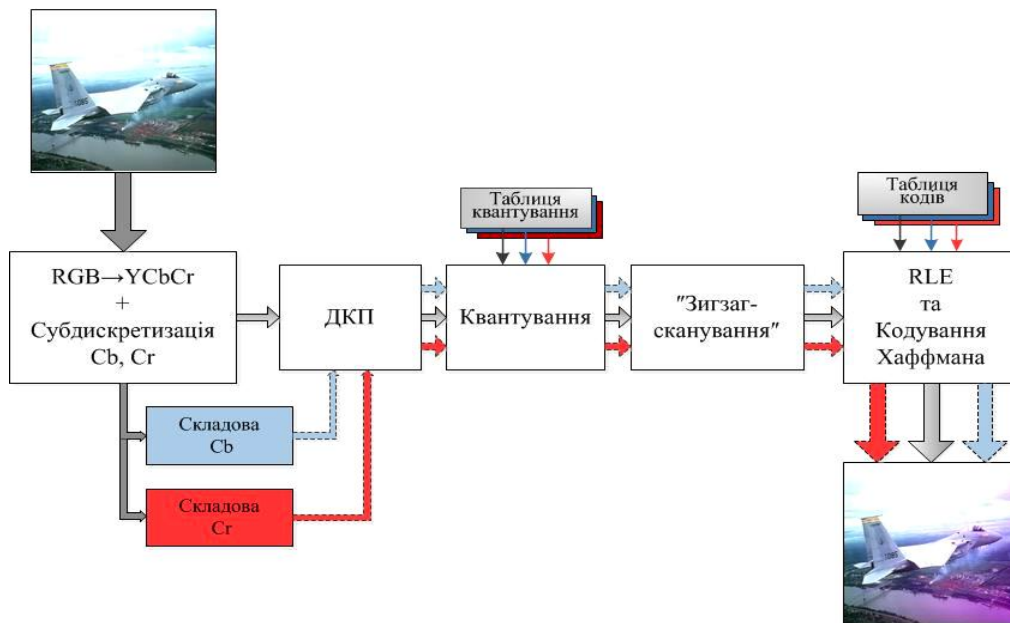 Таблиця
квантування
Таблиця
кодів
RGB→YCbCr
+
Субдискретизація
Cb, Cr
ДКП
Квантування
"Зигзаг-
сканування"
RLE
та
Кодування
Хаффмана
Складова
Cb
Складова
Cr